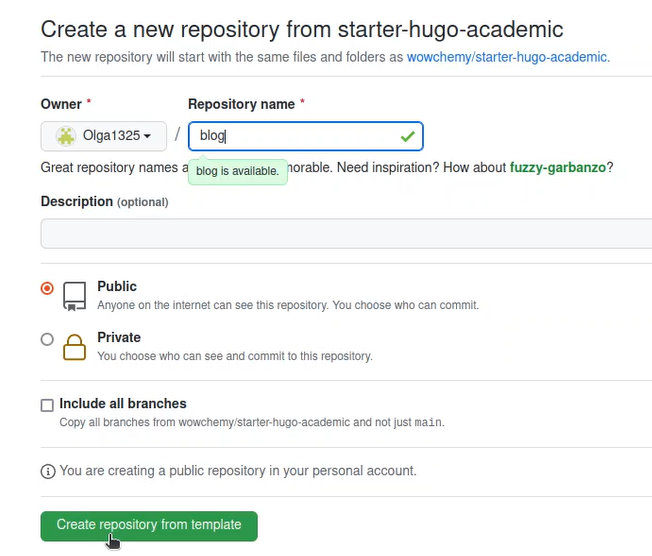 Create a new repository from starter-hugo-academic
The new repository will start with the same files and folders as wowchemy/starter-hugo-academic.
Owner * Repository name *
Olga1325 / blog
Great repository names a morable. Need inspiration? How about fuzzy-garbanzo?
blog is available.
Description (optional)
Public
Anyone on the internet can see this repository. You choose who can commit.
Private
You choose who can see and commit to this repository.
Include all branches
Copy all branches from wowchemy/starter-hugo-academic and not just main.
You are creating a public repository in your personal account.
Create repository from template